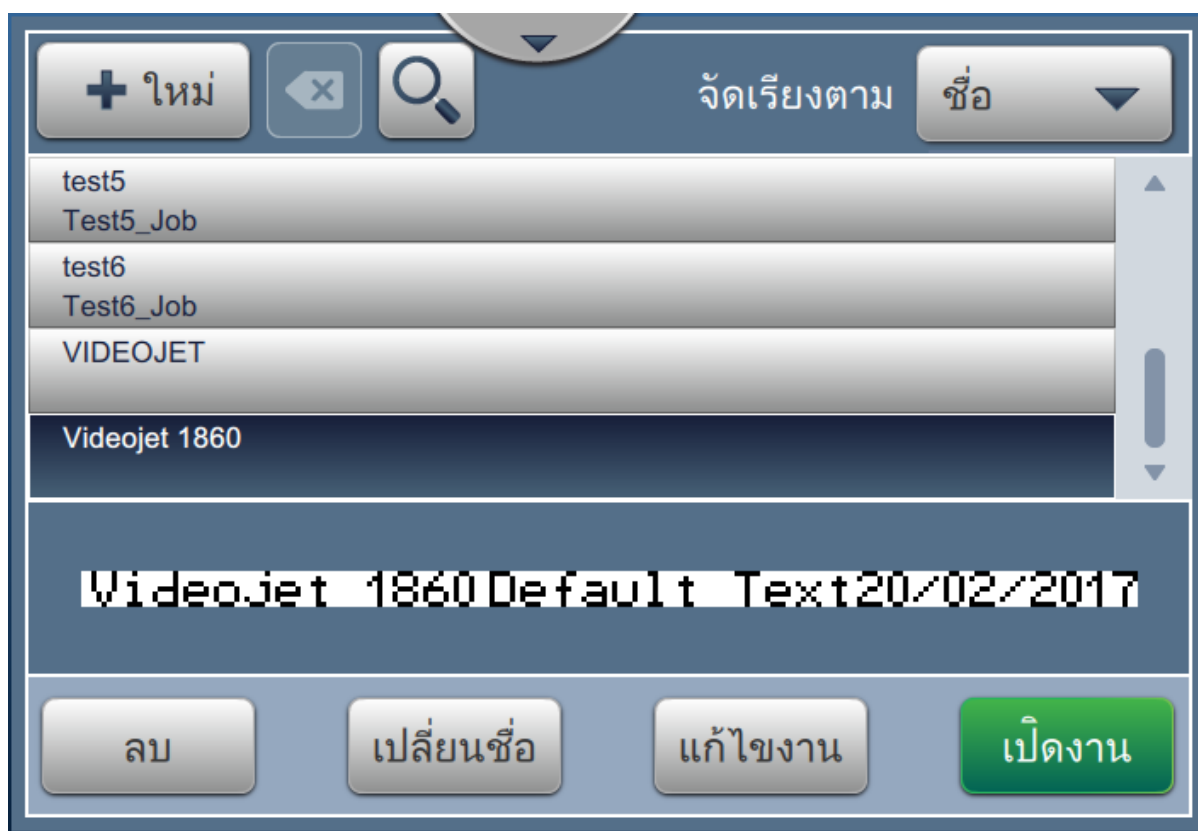 ใหม่ จัดเรียงตาม ชื่อ
test5
Test5_Job
test6
Test6_Job
VIDEOJET
Videojet 1860
Videojet 1860Default Text20/02/2017
ลบ เปลี่ยนชื่อ แก้ไขงาน เปิดงาน